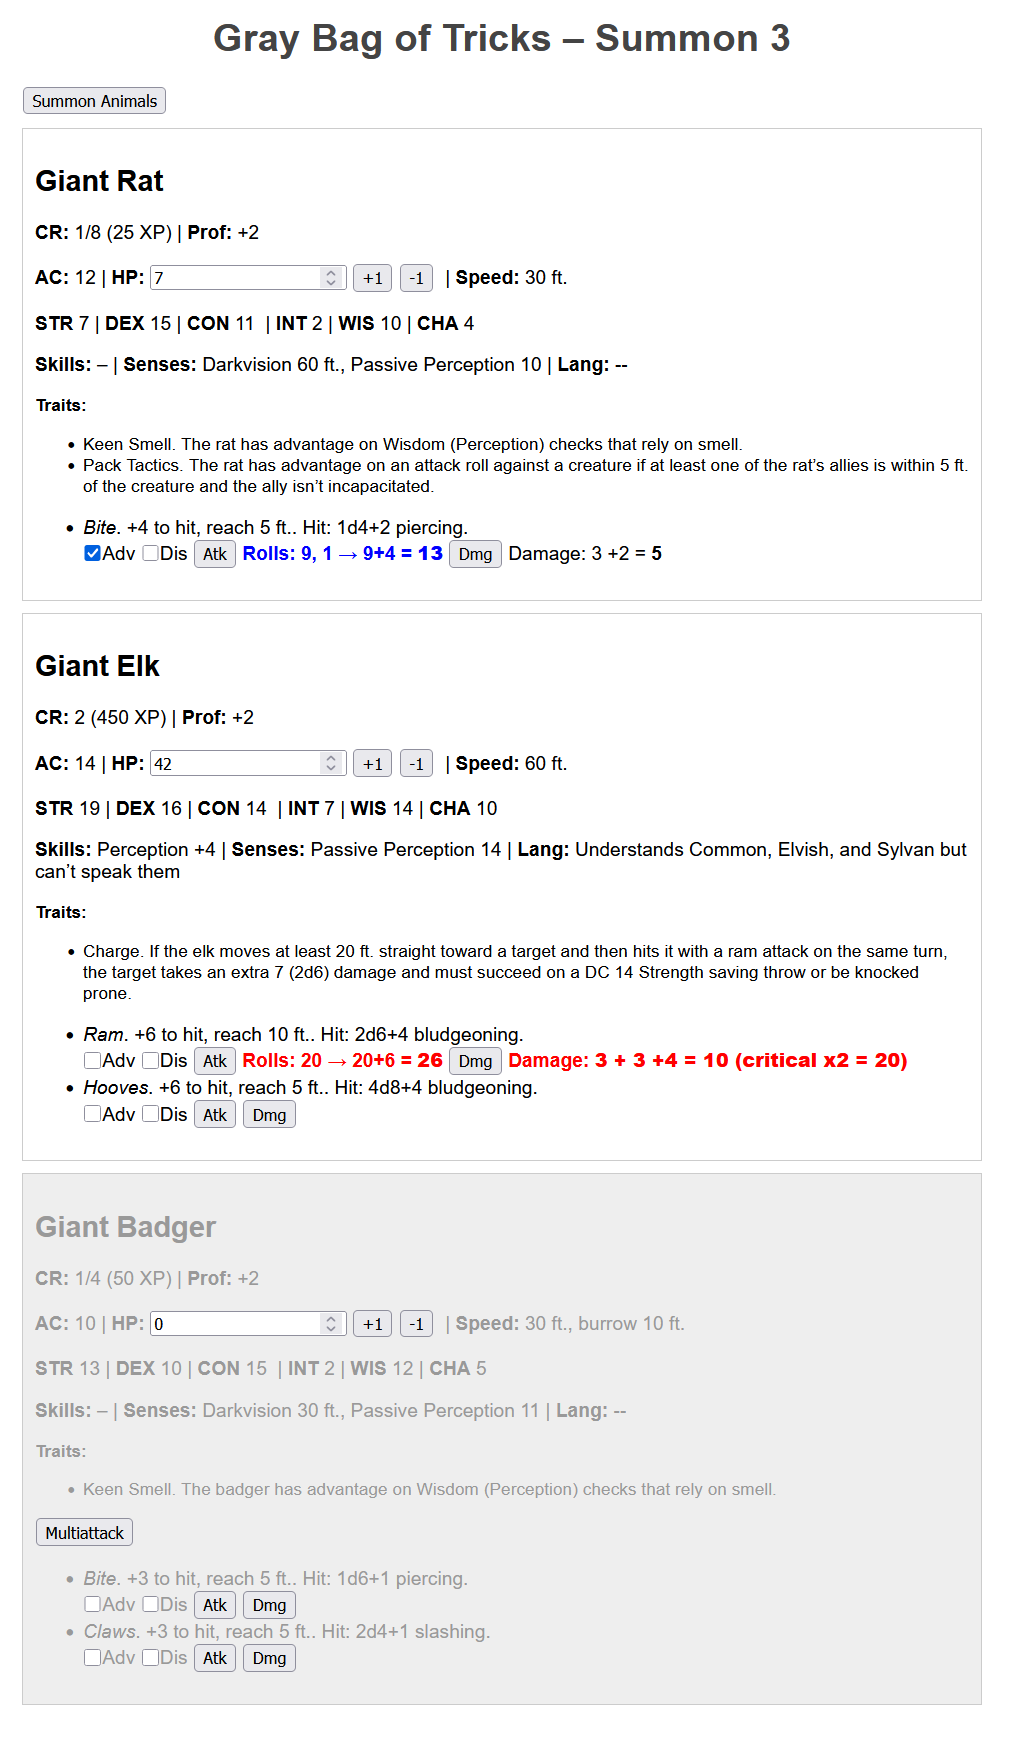 Gray Bag of Tricks – Summon 3
Summon Animals
Giant Rat
CR: 1/8 (25 XP) | Prof: +2
AC: 12 | HP: 7 +1 -1 | Speed: 30 ft.
STR 7 | DEX 15 | CON 11 | INT 2 | WIS 10 | CHA 4
Skills: – | Senses: Darkvision 60 ft., Passive Perception 10 | Lang: --
Traits:
• Keen Smell. The rat has advantage on Wisdom (Perception) checks that rely on smell.
• Pack Tactics. The rat has advantage on an attack roll against a creature if at least one of the rat’s allies is within 5 ft.
of the creature and the ally isn’t incapacitated.
• Bite. +4 to hit, reach 5 ft.. Hit: 1d4+2 piercing.
Adv Dis Atk Rolls: 9, 1 → 9+4 = 13 Dmg Damage: 3 +2 = 5
Giant Elk
CR: 2 (450 XP) | Prof: +2
AC: 14 | HP: 42 +1 -1 | Speed: 60 ft.
STR 19 | DEX 16 | CON 14 | INT 7 | WIS 14 | CHA 10
Skills: Perception +4 | Senses: Passive Perception 14 | Lang: Understands Common, Elvish, and Sylvan but
can’t speak them
Traits:
• Charge. If the elk moves at least 20 ft. straight toward a target and then hits it with a ram attack on the same turn,
the target takes an extra 7 (2d6) damage and must succeed on a DC 14 Strength saving throw or be knocked
prone.
• Ram. +6 to hit, reach 10 ft.. Hit: 2d6+4 bludgeoning.
Adv Dis Atk Rolls: 20 → 20+6 = 26 Dmg Damage: 3 + 3 +4 = 10 (critical x2 = 20)
• Hooves. +6 to hit, reach 5 ft.. Hit: 4d8+4 bludgeoning.
Adv Dis Atk Dmg
Giant Badger
CR: 1/4 (50 XP) | Prof: +2
AC: 10 | HP: 0 +1 -1 | Speed: 30 ft., burrow 10 ft.
STR 13 | DEX 10 | CON 15 | INT 2 | WIS 12 | CHA 5
Skills: – | Senses: Darkvision 30 ft., Passive Perception 11 | Lang: --
Traits:
• Keen Smell. The badger has advantage on Wisdom (Perception) checks that rely on smell.
Multiattack
• Bite. +3 to hit, reach 5 ft.. Hit: 1d6+1 piercing.
Adv Dis Atk Dmg
• Claws. +3 to hit, reach 5 ft.. Hit: 2d4+1 slashing.
Adv Dis Atk Dmg